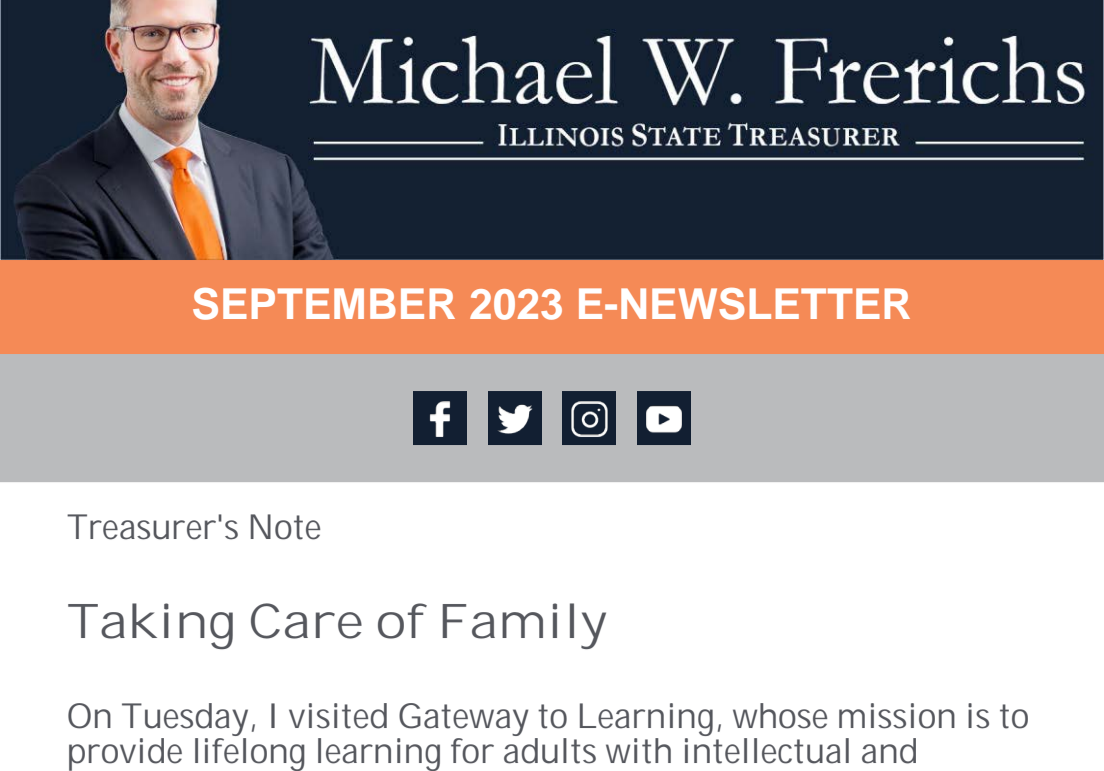 Michael W. Frerichs
ILLINOIS STATE TREASURER
SEPTEMBER 2023 E-NEWSLETTER
Treasurer's Note
Taking Care of Family
On Tuesday, I visited Gateway to Learning, whose mission is to
provide lifelong learning for adults with intellectual and